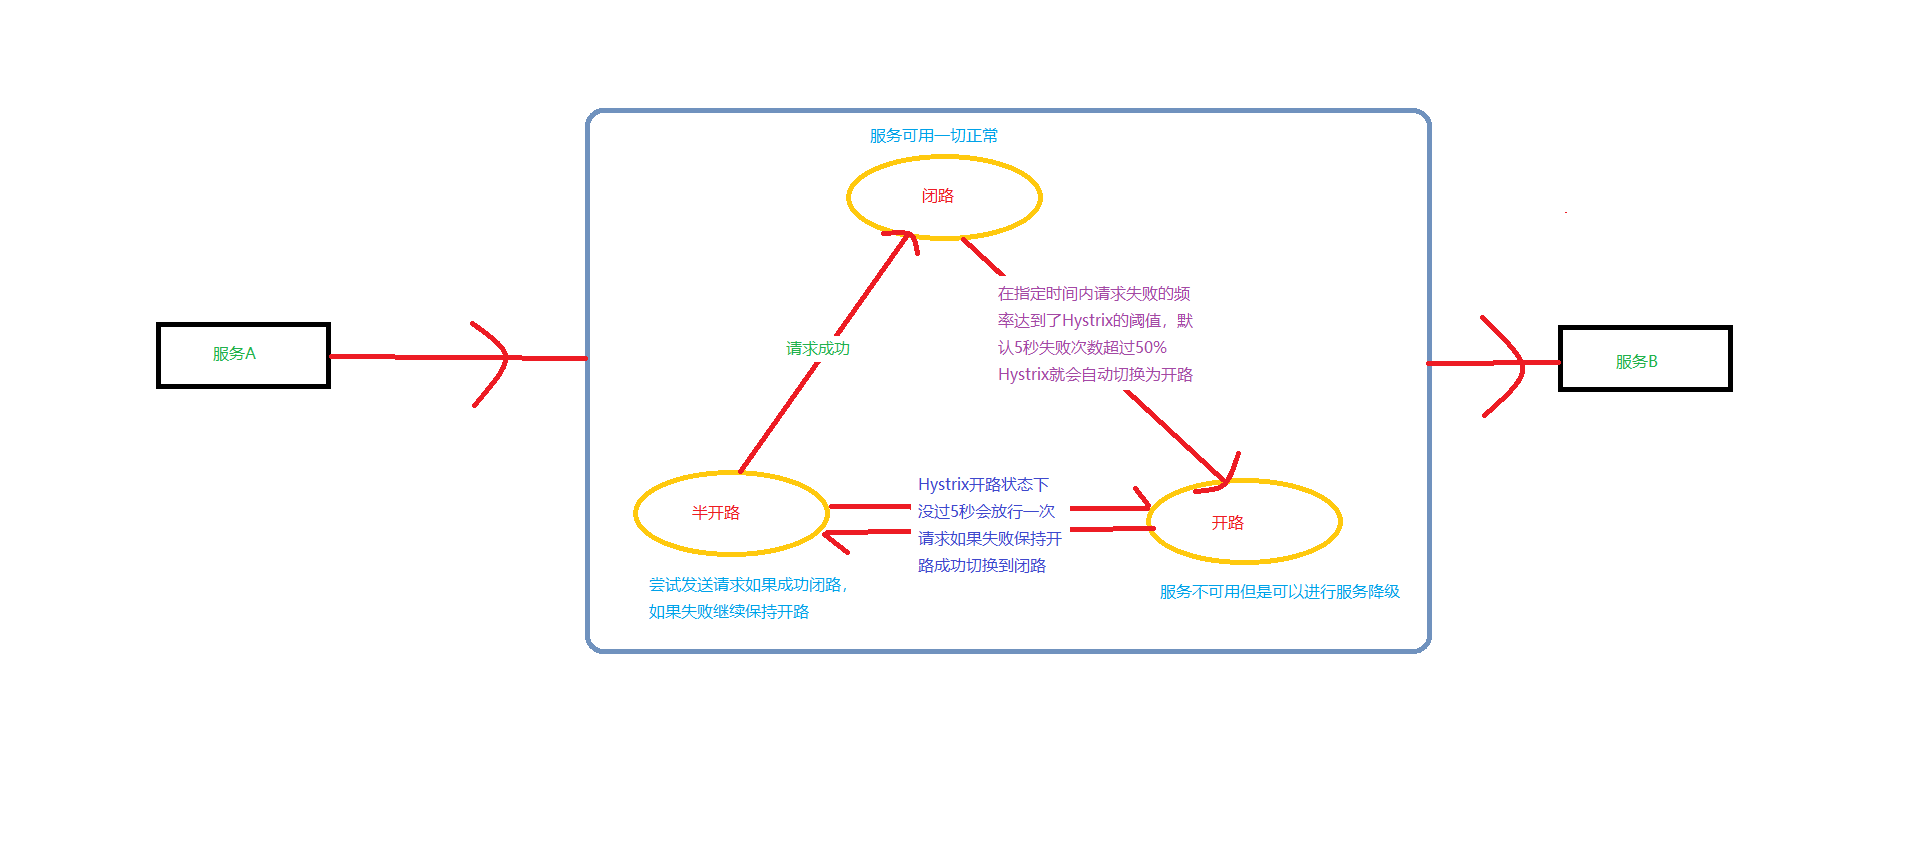 服务可用一切正常
闭路
在指定时间内请求失败的频
率达到了Hystrix的阈值，默
认5秒失败次数超过50%
Hystrix就会自动切换为开路
请求成功
服务A
服务B
Hystrix开路状态下
没过5秒会放行一次
请求如果失败保持开
路成功切换到闭路
半开路
开路
尝试发送请求如果成功闭路，
如果失败继续保持开路
服务不可用但是可以进行服务降级